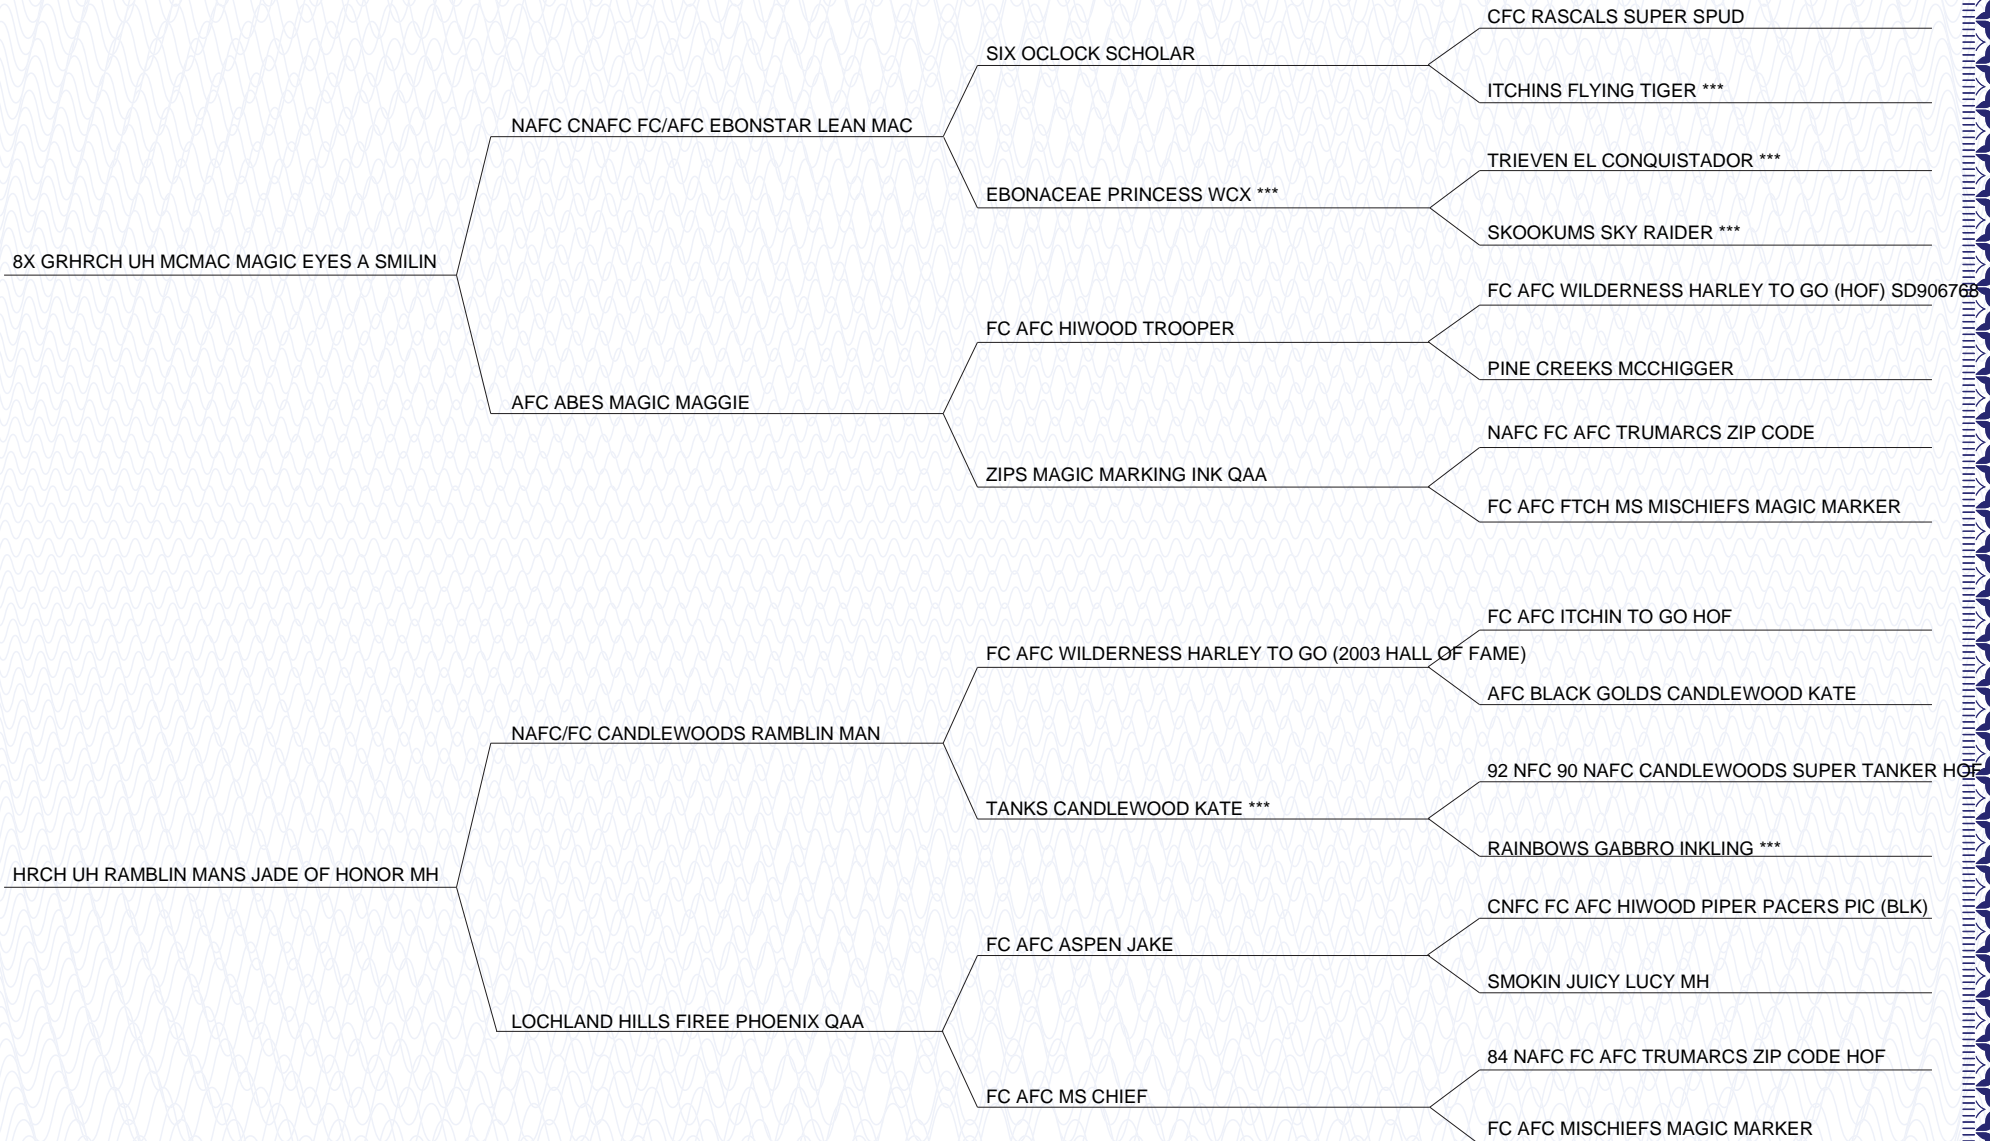 CFC RASCALS SUPER SPUD
SIX OCLOCK SCHOLAR
ITCHINS FLYING TIGER ***
NAFC CNAFC FC/AFC EBONSTAR LEAN MAC
TRIEVEN EL CONQUISTADOR ***
EBONACEAE PRINCESS WCX ***
SKOOKUMS SKY RAIDER ***
8X GRHRCH UH MCMAC MAGIC EYES A SMILIN
FC AFC WILDERNESS HARLEY TO GO (HOF) SD906768
FC AFC HIWOOD TROOPER
PINE CREEKS MCCHIGGER
AFC ABES MAGIC MAGGIE
NAFC FC AFC TRUMARCS ZIP CODE
ZIPS MAGIC MARKING INK QAA
FC AFC FTCH MS MISCHIEFS MAGIC MARKER
FC AFC ITCHIN TO GO HOF
FC AFC WILDERNESS HARLEY TO GO (2003 HALL OF FAME)
AFC BLACK GOLDS CANDLEWOOD KATE
NAFC/FC CANDLEWOODS RAMBLIN MAN
92 NFC 90 NAFC CANDLEWOODS SUPER TANKER HOF
TANKS CANDLEWOOD KATE ***
RAINBOWS GABBRO INKLING ***
HRCH UH RAMBLIN MANS JADE OF HONOR MH
CNFC FC AFC HIWOOD PIPER PACERS PIC (BLK)
FC AFC ASPEN JAKE
SMOKIN JUICY LUCY MH
LOCHLAND HILLS FIREE PHOENIX QAA
84 NAFC FC AFC TRUMARCS ZIP CODE HOF
FC AFC MS CHIEF
FC AFC MISCHIEFS MAGIC MARKER